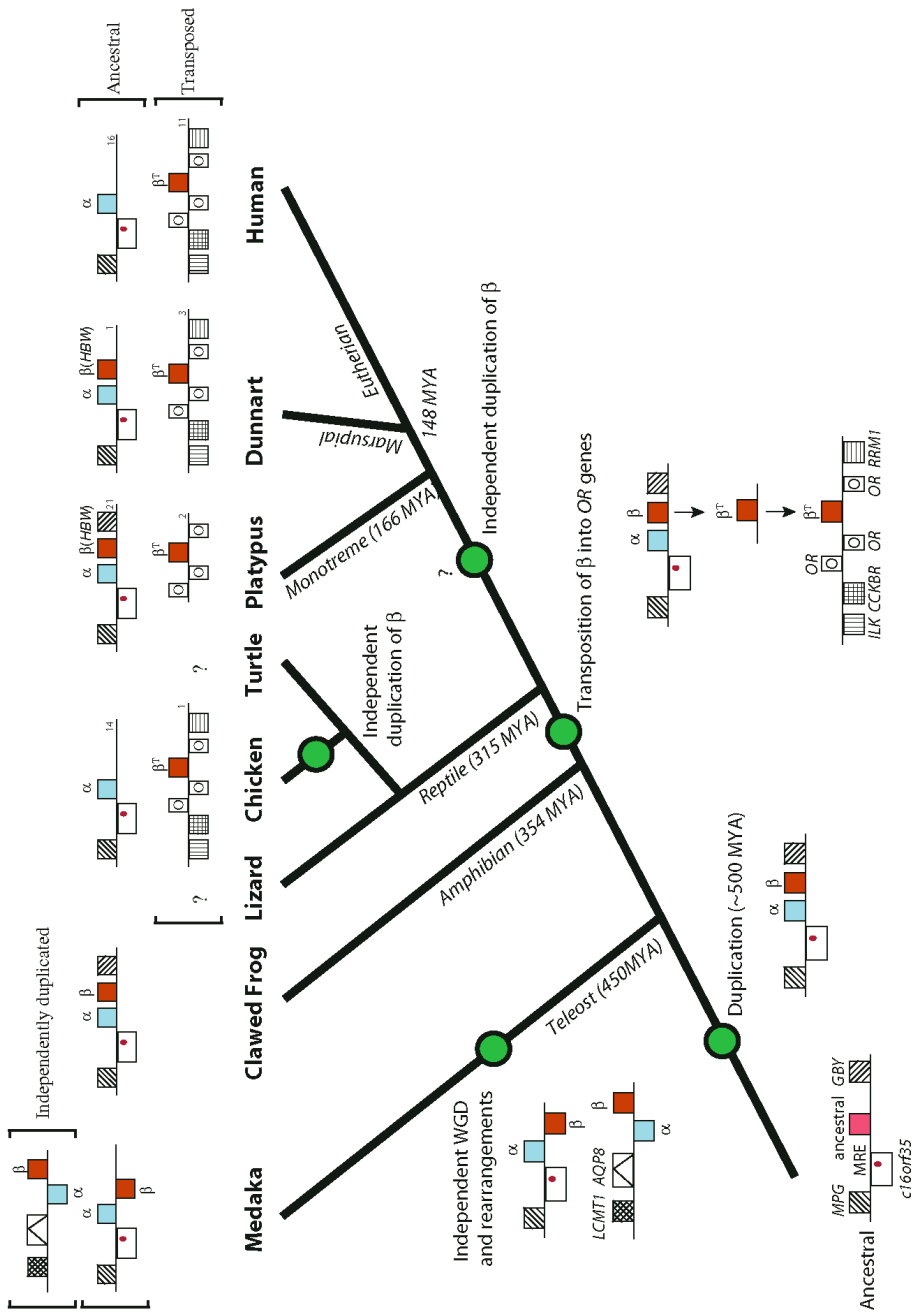 Independently duplicated
β
α
α
β
α
β
α
14
α
β(HBW)
21
α
β(HBW)
1
α
16
Ancestral
?
βᵀ
1
?
βᵀ
2
βᵀ
3
βᵀ
11
Transposed
O O O
O O O
O O O
O O O
Medaka
Clawed Frog
Lizard
Chicken
Turtle
Platypus
Dunnart
Human
Marsupial
Eutherian
Monotreme (166 MYA)
148 MYA
Independent
duplication of β
Reptile (315 MYA)
Amphibian (354 MYA)
Teleost (450MYA)
?
Independent duplication of β
Transposition of β into OR genes
Independent WGD
and rearrangements
α
β
LCMT1 AQP8
β
α
Duplication (~500 MYA)
α
β
α
β
βᵀ
βᵀ
OR
O
O
O
ILK CCKBR
OR
OR RRM1
Ancestral
MPG
ancestral
GBY
MRE
c16orf35